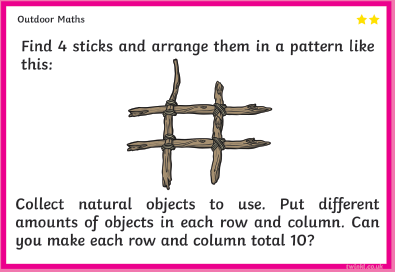 Outdoor Maths
Find 4 sticks and arrange them in a pattern like
this:
Collect natural objects to use. Put different
amounts of objects in each row and column. Can
you make each row and column total 10?
twinkl.co.uk